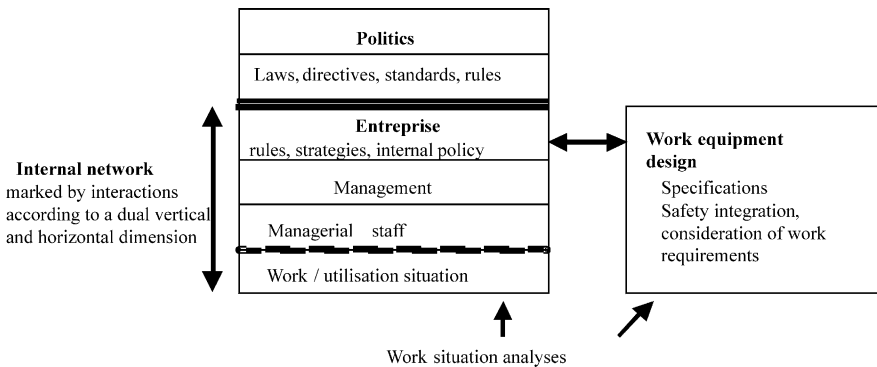 Politics
Laws, directives, standards, rules
Entreprise
rules, strategies, internal policy
Management
Managerial staff
Work / utilisation situation
Internal network
marked by interactions
according to a dual vertical
and horizontal dimension
Work equipment
design
Specifications
Safety integration,
consideration of work
requirements
Work situation analyses